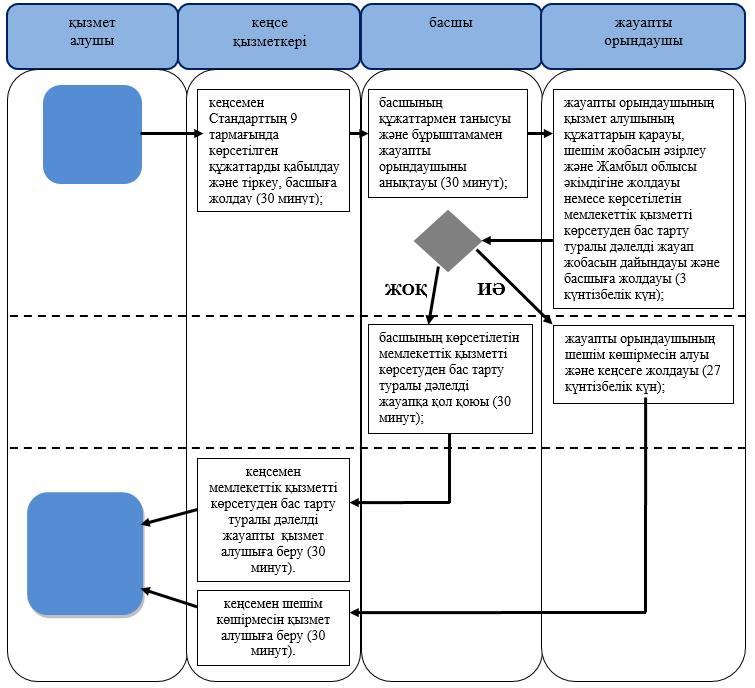 қызмет
алушы
кеңсе
қызметкері
басшы
жауапты
орындаушы
кеңсемен
Стандарттың 9
тармағында
көрсетілген
құжаттарды қабылдау
және тіркеу, басшыға
жолдау (30 минут);
басшының
құжаттармен танысуы
және бұрыштамамен
жауапты
орындаушыны
анықтауы (30 минут);
жауапты орындаушының
қызмет алушының
құжаттарын қарауы,
шешім жобасын әзірлеу
және Жамбыл облысы
әкімдігіне жолдауы
немесе көрсетілетін
мемлекеттік қызметті
көрсетуден бас тарту
туралы дәлелді жауап
жобасын дайындауы және
басшыға жолдауы (3
күнтізбелік күн);
ЖОҚ
ИӘ
басшының көрсетілетін
мемлекеттік қызметті
көрсетуден бас тарту
туралы дәлелді
жауапқа қол қоюы (30
минут);
жауапты орындаушының
шешім көшірмесін алуы
және кеңсеге жолдауы (27
күнтізбелік күн);
кеңсемен
мемлекеттік қызметті
көрсетуден бас тарту
туралы дәлелді
жауапты қызмет
алушыға беру (30
минут).
кеңсемен шешім
көшірмесін қызмет
алушыға беру (30
минут).